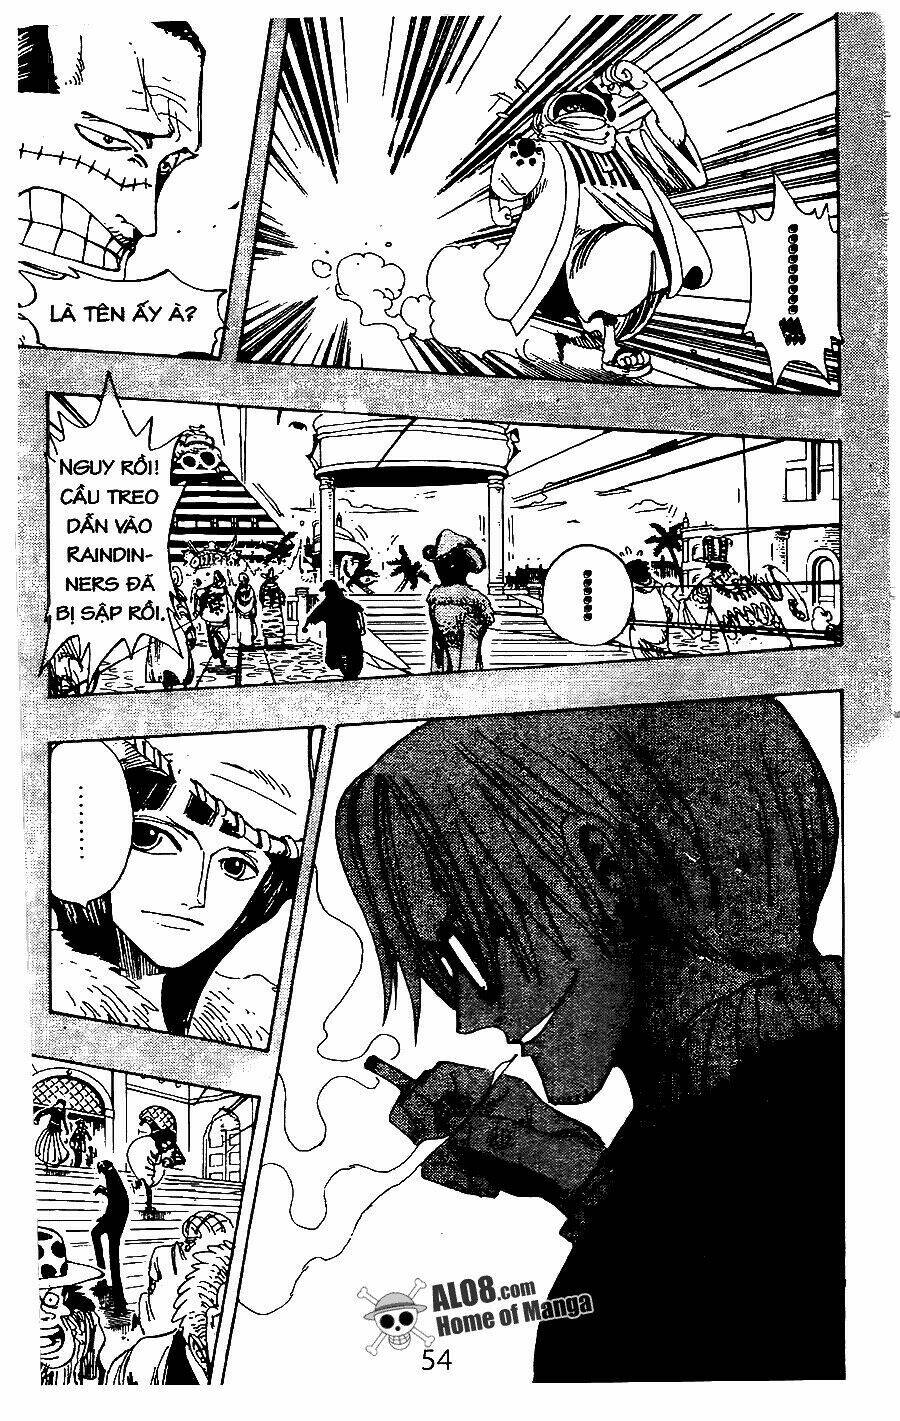 LÀ TÊN ẤY À?
NGUY RỒI!
CẦU TREO
DẪN VÀO
RAINDIN-
NERS ĐÃ
BỊ SẬP RỒI.
.........
ALO8.com
Home of Manga
54